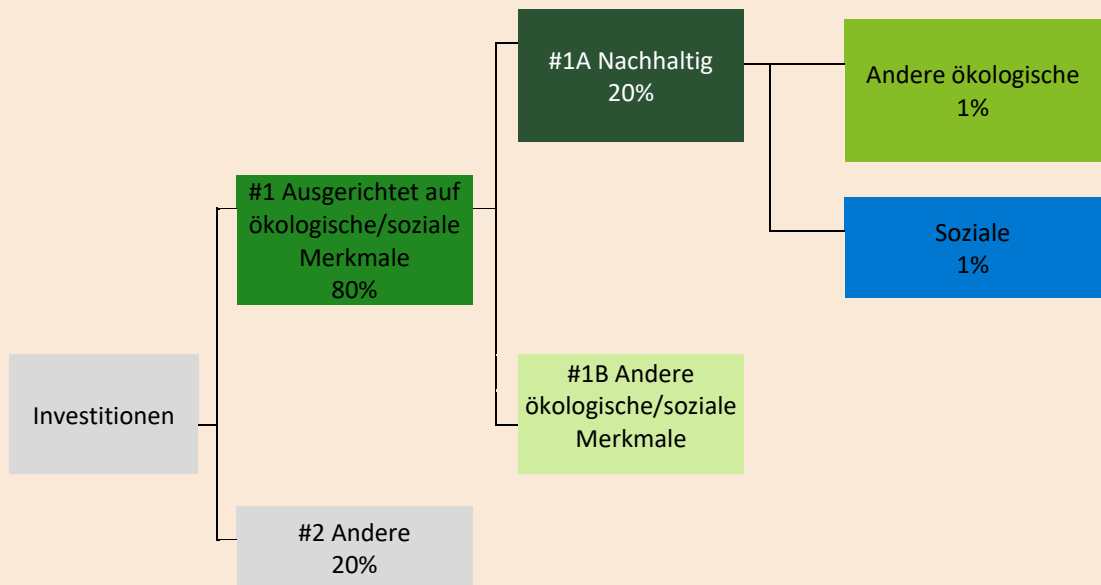 #1A Nachhaltig
20%
Andere ökologische
1%
#1 Ausgerichtet auf
ökologische/soziale
Merkmale
80%
Soziale
1%
Investitionen
#1B Andere
ökologische/soziale
Merkmale
#2 Andere
20%